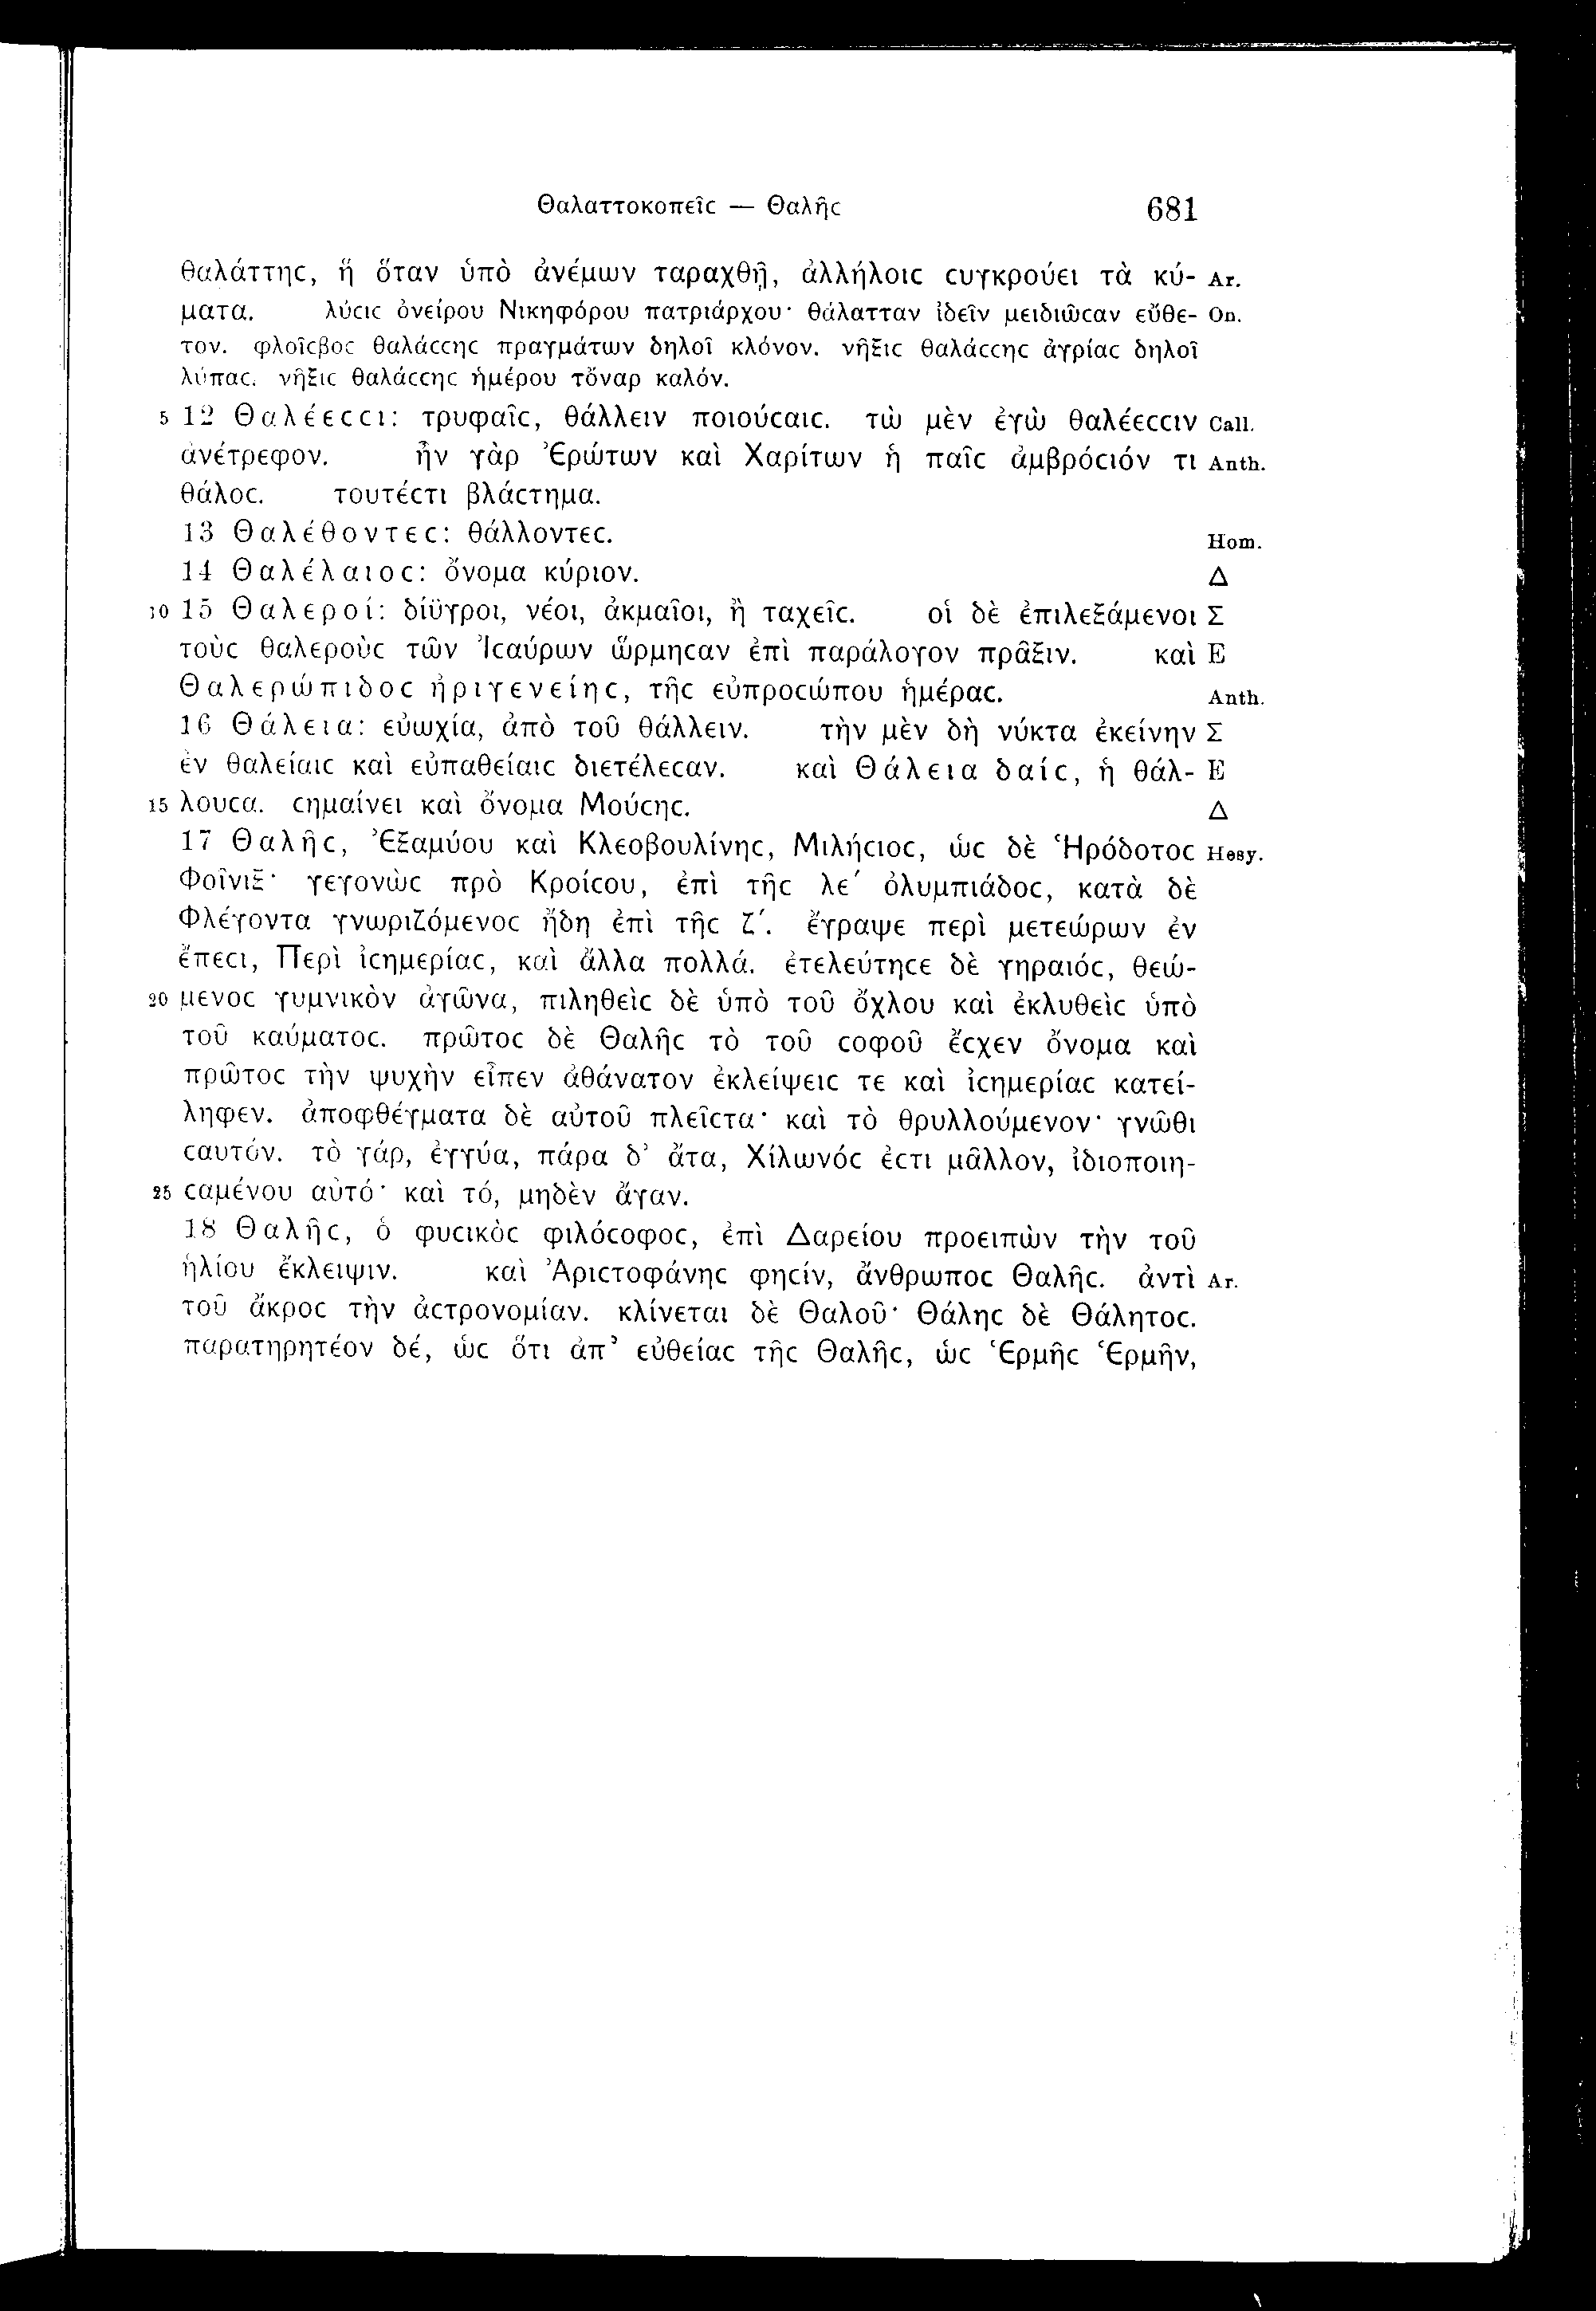 Θαλαττοκοπεῖϲ — Θαλῆϲ 681
θαλάττηϲ, ἢ ὅταν ὑπὸ ἀνέμων ταραχθῇ, ἀλλήλοιϲ ϲυγκρούει τὰ κύ- Ar.
ματα. λύϲιϲ ὀνείρου Νικηφόρου πατριάρχου· θάλατταν ἰδεῖν μειδιῶϲαν εὔθε- On.
τον. φλοῖϲβοϲ θαλάϲϲηϲ πραγμάτων δηλοῖ κλόνον. νῆξιϲ θαλάϲϲηϲ ἀγρίαϲ δηλοῖ
λύπαϲ. νῆξιϲ θαλάϲϲηϲ ἡμέρου τὄναρ καλόν.
5 12 Θαλέεϲϲι: τρυφαῖϲ, θάλλειν ποιούϲαιϲ. τὼ μὲν ἐγὼ θαλέεϲϲιν Call.
ἀνέτρεφον. ἦν γὰρ Ἐρώτων καὶ Χαρίτων ἡ παῖϲ ἀμβρόϲιόν τι Anth.
θάλοϲ. τουτέϲτι βλάϲτημα.
13 Θαλέθοντεϲ: θάλλοντεϲ. Hom.
14 Θαλέλαιοϲ: ὄνομα κύριον. Δ
10 15 Θαλεροί: δίϋγροι, νέοι, ἀκμαῖοι, ἢ ταχεῖϲ. οἱ δὲ ἐπιλεξάμενοι Σ
τοὺϲ θαλεροὺϲ τῶν Ἰϲαύρων ὥρμηϲαν ἐπὶ παράλογον πρᾶξιν. καὶ E
Θαλερώπιδοϲ ἠριγενείηϲ, τῆϲ εὐπροϲώπου ἡμέραϲ. Anth.
16 Θάλεια: εὐωχία, ἀπὸ τοῦ θάλλειν. τὴν μὲν δὴ νύκτα ἐκείνην Σ
ἐν θαλείαιϲ καὶ εὐπαθείαιϲ διετέλεϲαν. καὶ Θάλεια δαίϲ, ἡ θάλ- E
15 λουϲα. ϲημαίνει καὶ ὄνομα Μούϲηϲ. Δ
17 Θαλῆϲ, Ἐξαμύου καὶ Κλεοβουλίνηϲ, Μιλήϲιοϲ, ὡϲ δὲ Ἡρόδοτοϲ Hesy.
Φοῖνιξ· γεγονὼϲ πρὸ Κροίϲου, ἐπὶ τῆϲ λε΄ ὀλυμπιάδοϲ, κατὰ δὲ
Φλέγοντα γνωριζόμενοϲ ἤδη ἐπὶ τῆϲ ζ΄. ἔγραψε περὶ μετεώρων ἐν
ἔπεϲι, Περὶ ἰϲημερίαϲ, καὶ ἄλλα πολλά. ἐτελεύτηϲε δὲ γηραιόϲ, θεώ-
20 μενοϲ γυμνικὸν ἀγῶνα, πιληθεὶϲ δὲ ὑπὸ τοῦ ὄχλου καὶ ἐκλυθεὶϲ ὑπὸ
τοῦ καύματοϲ. πρῶτοϲ δὲ Θαλῆϲ τὸ τοῦ ϲοφοῦ ἔϲχεν ὄνομα καὶ
πρῶτοϲ τὴν ψυχὴν εἶπεν ἀθάνατον ἐκλείψειϲ τε καὶ ἰϲημερίαϲ κατεί-
ληφεν. ἀποφθέγματα δὲ αὐτοῦ πλεῖϲτα· καὶ τὸ θρυλλούμενον· γνῶθι
ϲαυτόν. τὸ γάρ, ἐγγύα, πάρα δ’ ἄτα, Χίλωνόϲ ἐϲτι μᾶλλον, ἰδιοποιη-
25 ϲαμένου αὐτό· καὶ τό, μηδὲν ἄγαν.
18 Θαλῆϲ, ὁ φυϲικὸϲ φιλόϲοφοϲ, ἐπὶ Δαρείου προειπὼν τὴν τοῦ
ἡλίου ἔκλειψιν. καὶ Ἀριϲτοφάνηϲ φηϲίν, ἄνθρωποϲ Θαλῆϲ. ἀντὶ Ar.
τοῦ ἄκροϲ τὴν ἀϲτρονομίαν. κλίνεται δὲ Θαλοῦ· Θάληϲ δὲ Θάλητοϲ.
παρατηρητέον δέ, ὡϲ ὅτι ἀπ’ εὐθείαϲ τῆϲ Θαλῆϲ, ὡϲ Ἑρμῆϲ Ἑρμῆν,